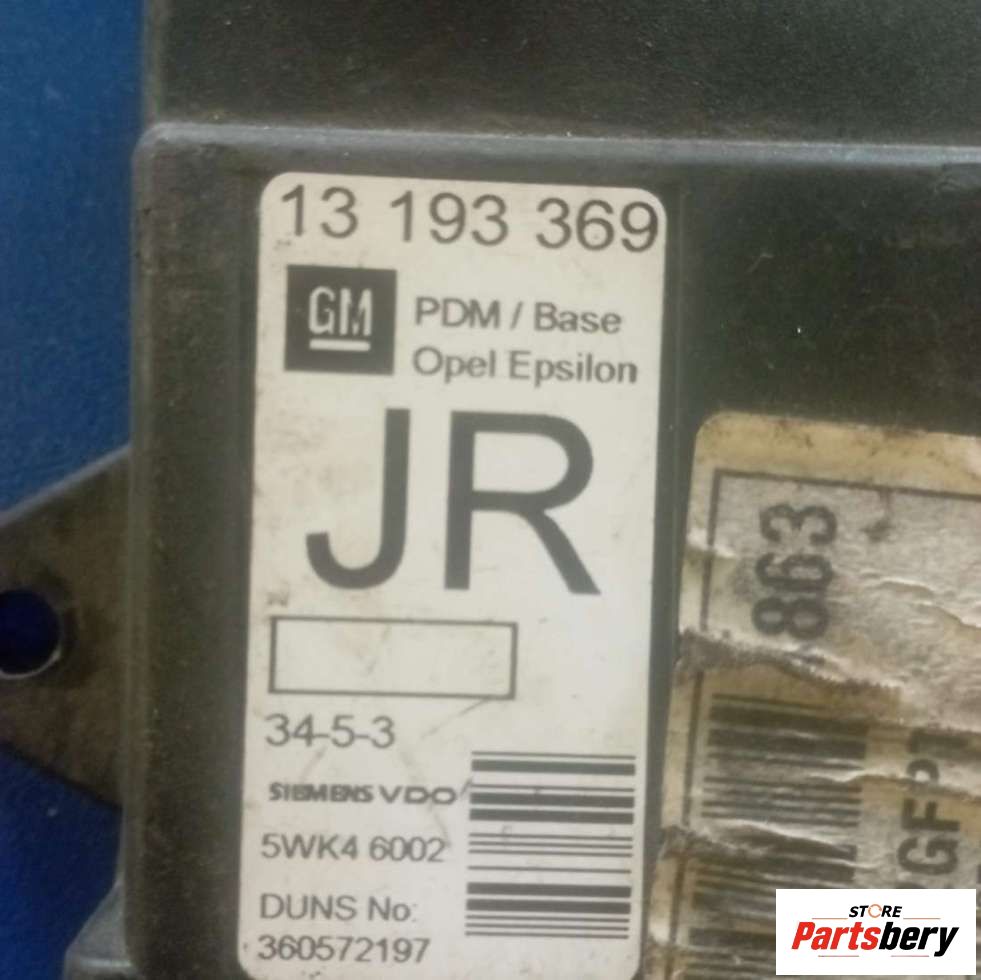 13 193 369
GM
PDM / Base
Opel Epsilon
JR
34-5-3
SIEMENS VDO
5WK4 6002
DUNS No:
360572197
863
STORE
Partsbery